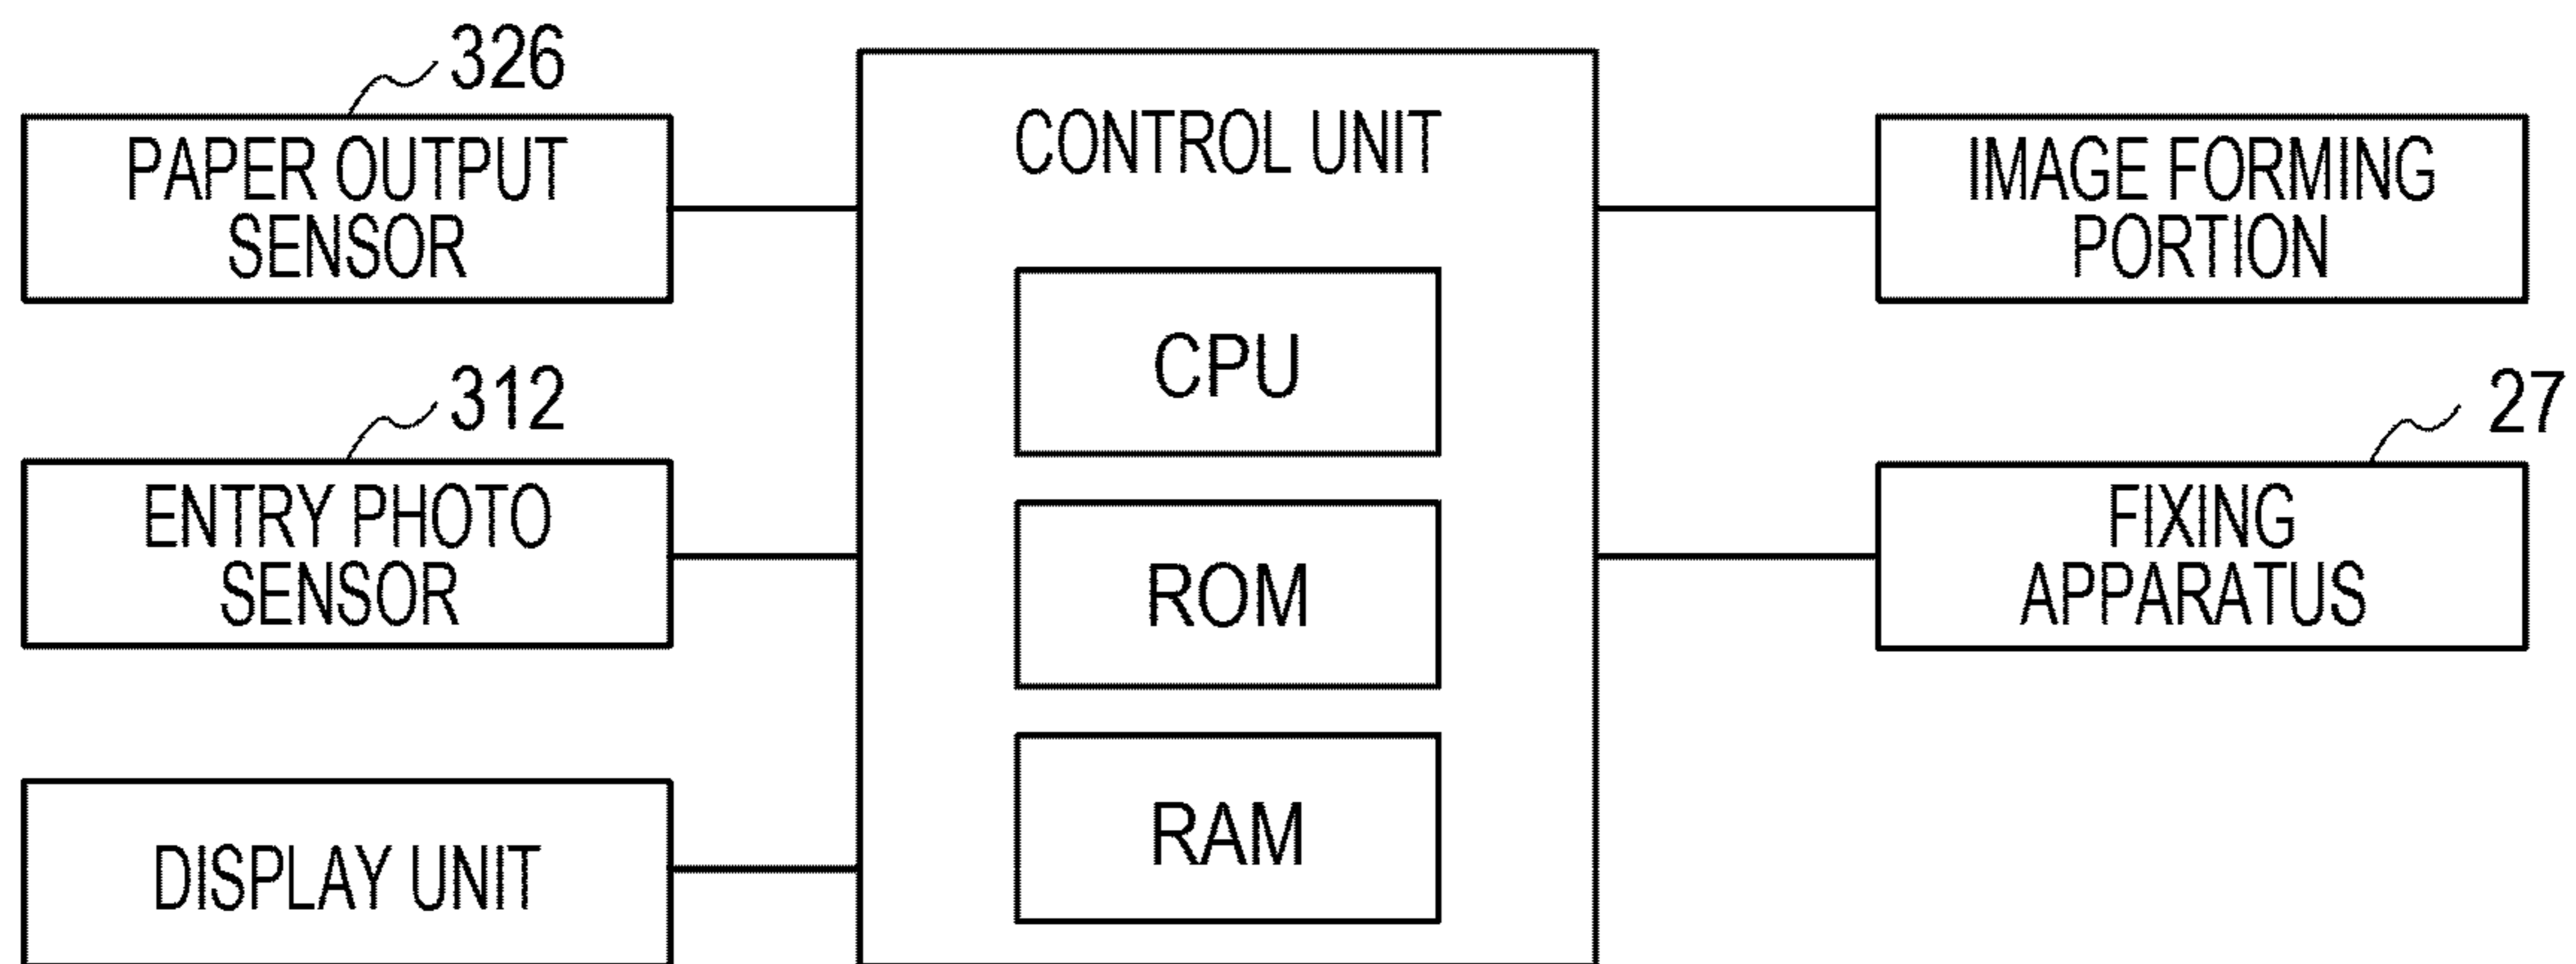 326
PAPER OUTPUT
SENSOR
312
ENTRY PHOTO
SENSOR
DISPLAY UNIT
CONTROL UNIT
CPU
ROM
RAM
IMAGE FORMING
PORTION
27
FIXING
APPARATUS